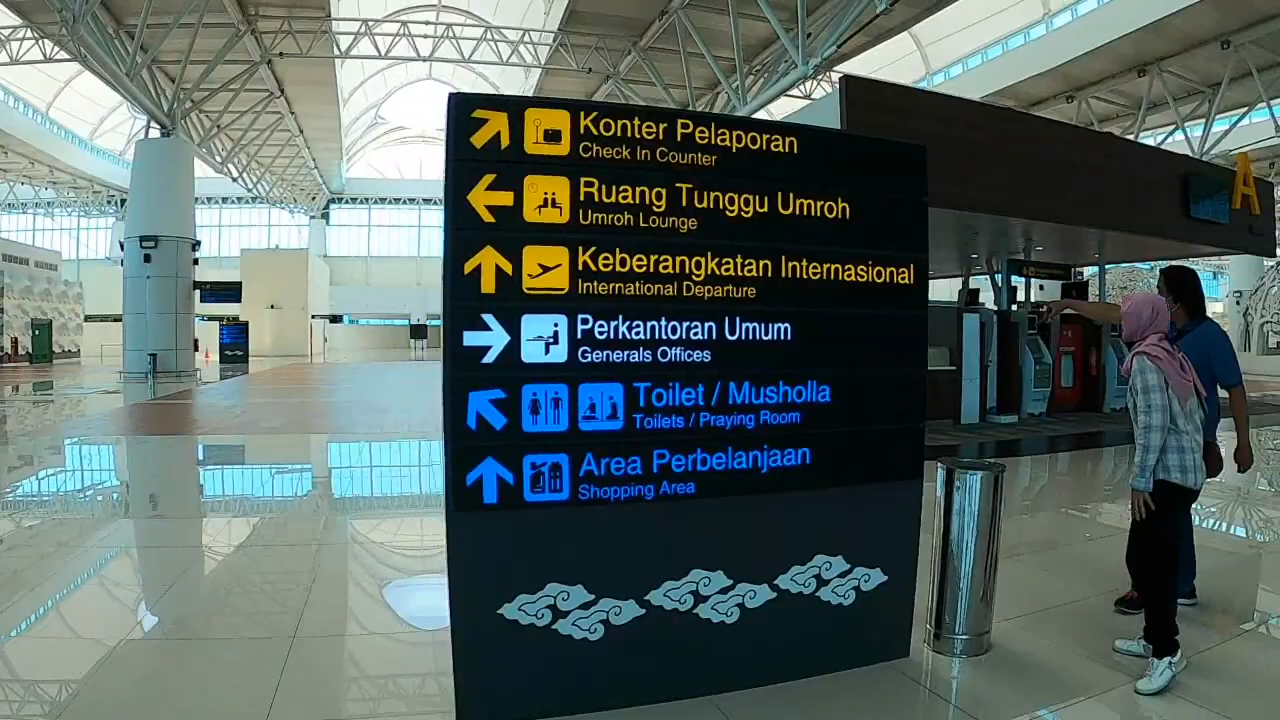 Konter Pelaporan
Check In Counter
Ruang Tunggu Umroh
Umroh Lounge
Keberangkatan Internasional
International Departure
Perkantoran Umum
Generals Offices
Toilet / Musholla
Toilets / Praying Room
Area Perbelanjaan
Shopping Area
A